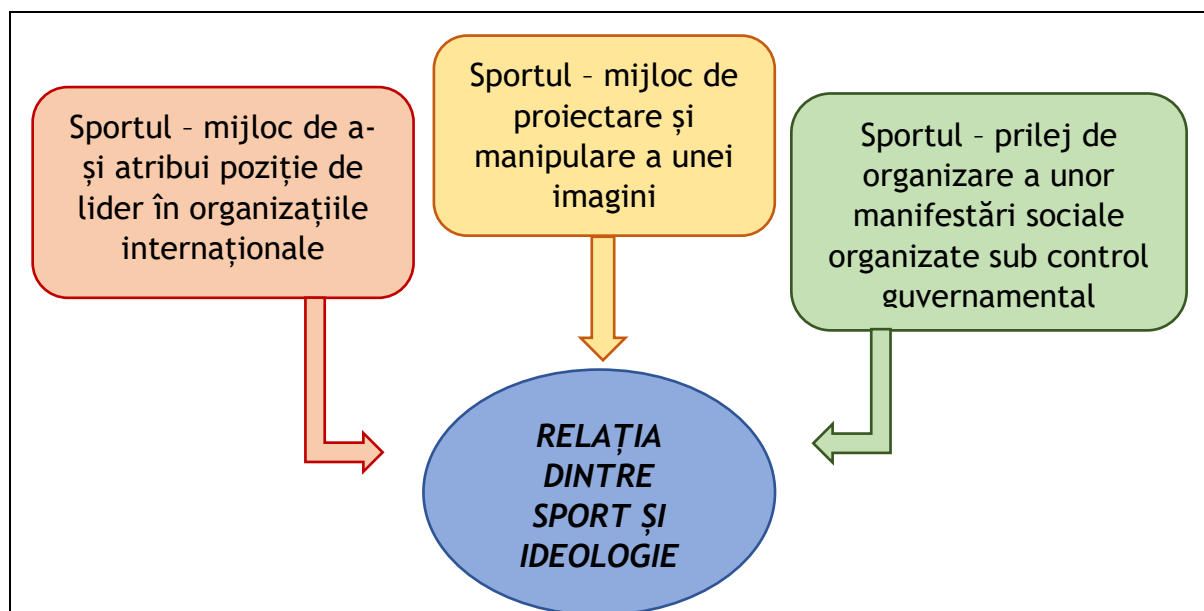 Sportul – mijloc de a-
și atribui poziție de
lider în organizațiile
internaționale
Sportul – mijloc de
proiectare și
manipulare a unei
imagini
Sportul – prilej de
organizare a unor
manifestări sociale
organizate sub control
guvernamental
RELAȚIA
DINTRE
SPORT ȘI
IDEOLOGIE